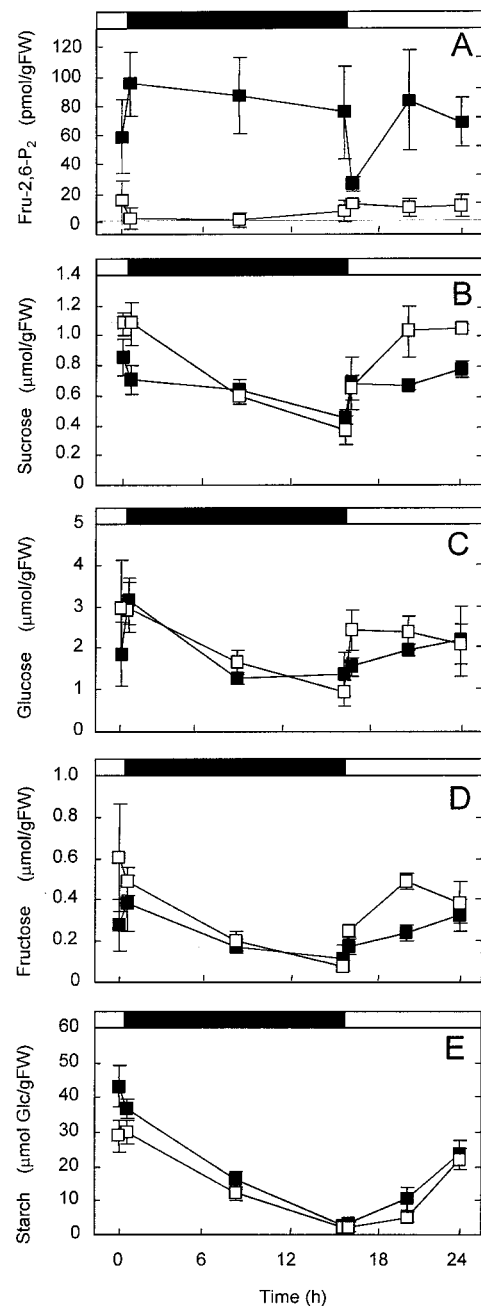 A
Fru-2,6-P2 (pmol/gFW)
120
100
80
60
40
20
0
B
Sucrose (μmol/gFW)
1.4
1.2
1.0
0.8
0.6
0.4
0.2
0
C
Glucose (μmol/gFW)
5
4
3
2
1
0
D
Fructose (μmol/gFW)
1.0
0.8
0.6
0.4
0.2
0
E
Starch (μmol Glc/gFW)
60
50
40
30
20
10
0
0 6 12 18 24
Time (h)